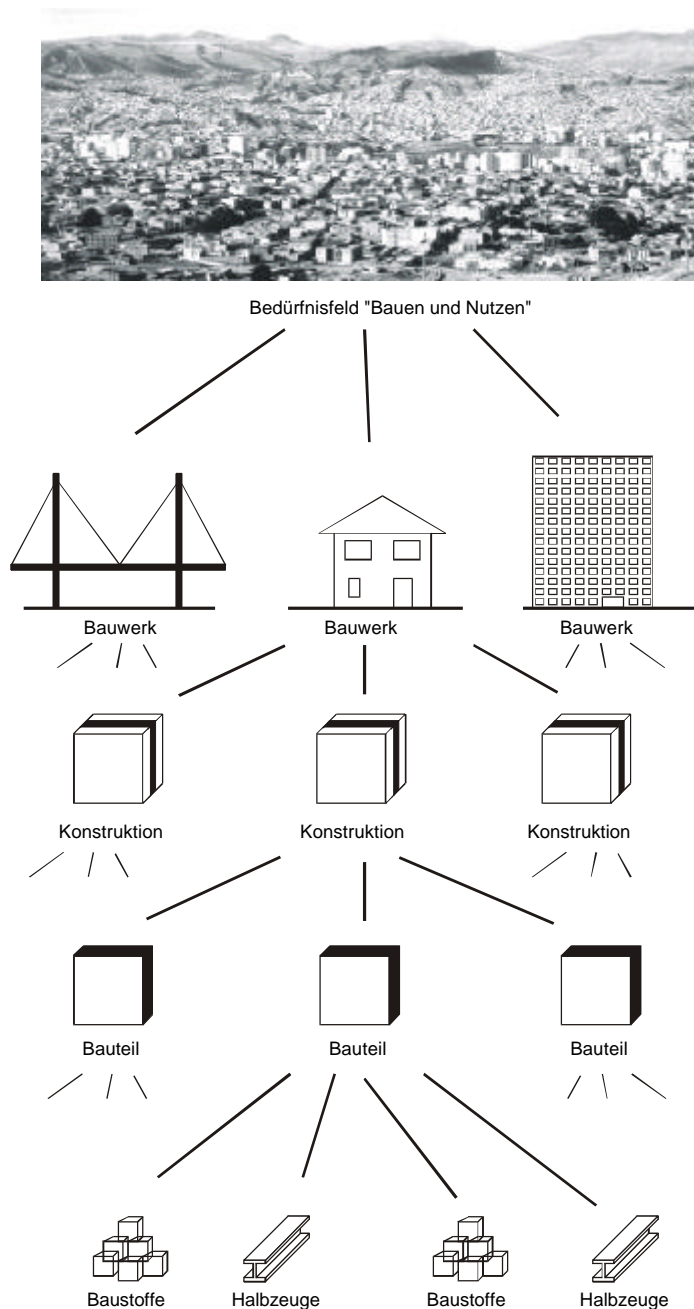 Bedürfnisfeld "Bauen und Nutzen"
Bauwerk
Bauwerk
Bauwerk
Konstruktion
Konstruktion
Konstruktion
Bauteil
Bauteil
Bauteil
Baustoffe
Halbzeuge
Baustoffe
Halbzeuge